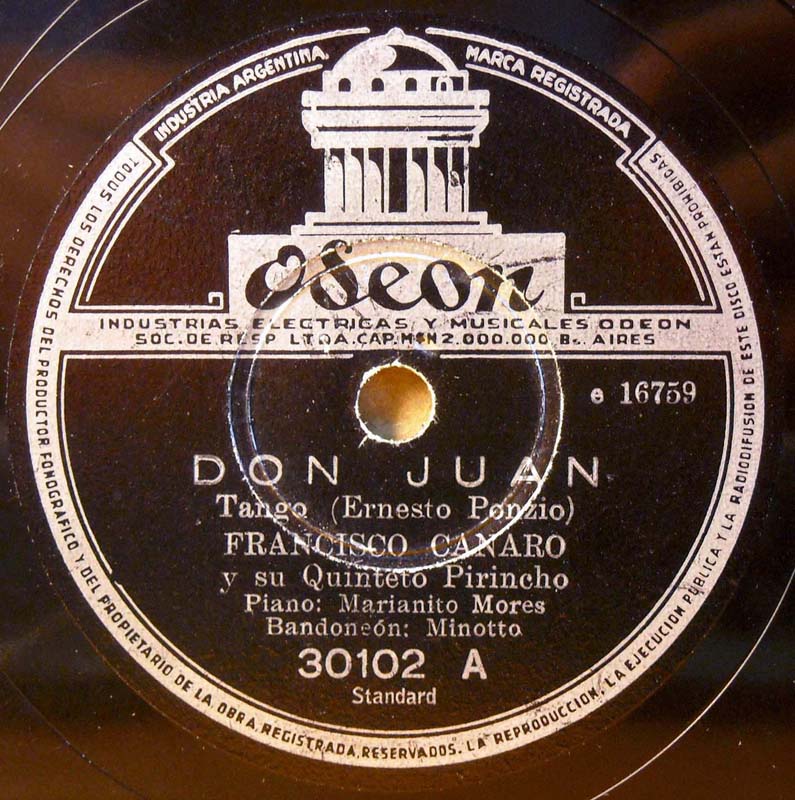 INDUSTRIA ARGENTINA.
MARCA REGISTRADA
Odeon
INDUSTRIAS ELECTRICAS Y MUSICALES ODEON
SOC. DE RESP LTDA. CAP. M$N 2.000.000 Bs. AIRES
e 16759
DON JUAN
Tango (Ernesto Ponzio)
FRANCISCO CANARO
y su Quinteto Pirincho
Piano: Marianito Mores
Bandoneón: Minotto
30102 A
Standard
TODOS LOS DERECHOS DEL PRODUCTOR FONOGRAFICO Y DEL PROPIETARIO DE LA OBRA REGISTRADA, RESERVADOS. LA REPRODUCCION, LA EJECUCION PUBLICA Y LA RADIODIFUSION DE ESTE DISCO ESTAN PROHIBIDAS